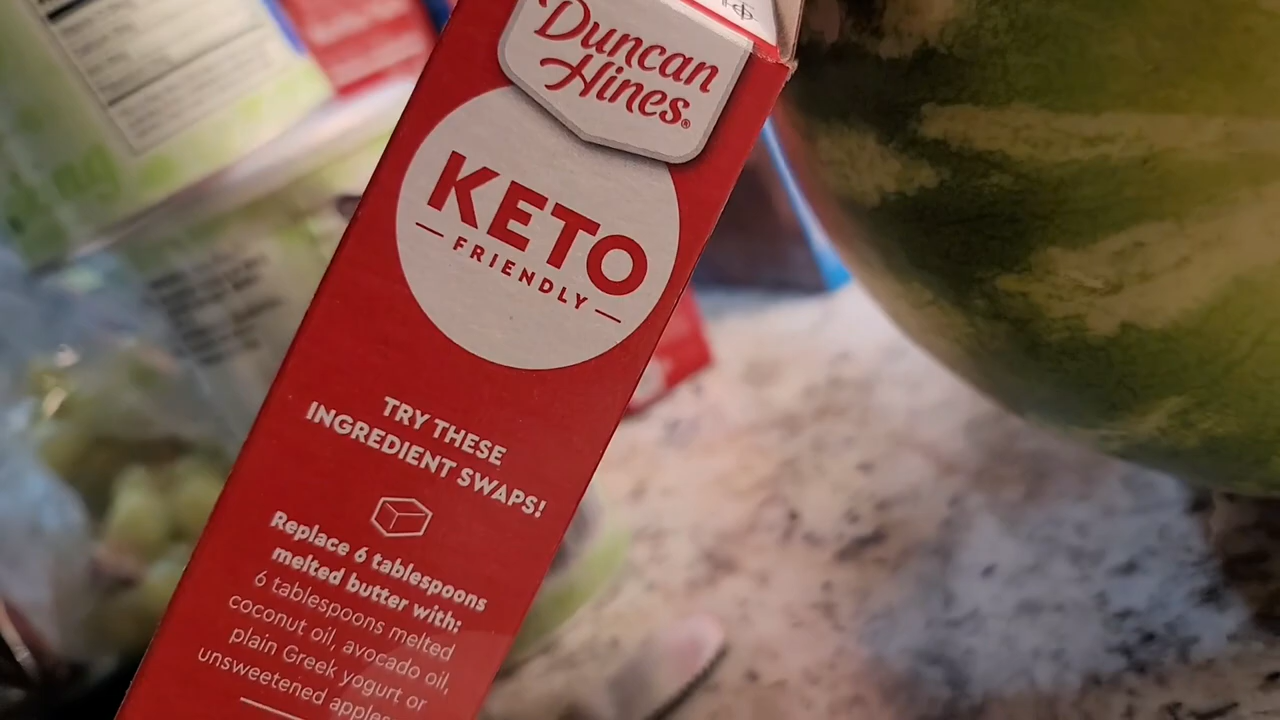 Duncan
Hines®
KETO
FRIENDLY
TRY THESE
INGREDIENT SWAPS!
Replace 6 tablespoons
melted butter with:
6 tablespoons melted
coconut oil, avocado oil,
plain Greek yogurt or
unsweetened apples